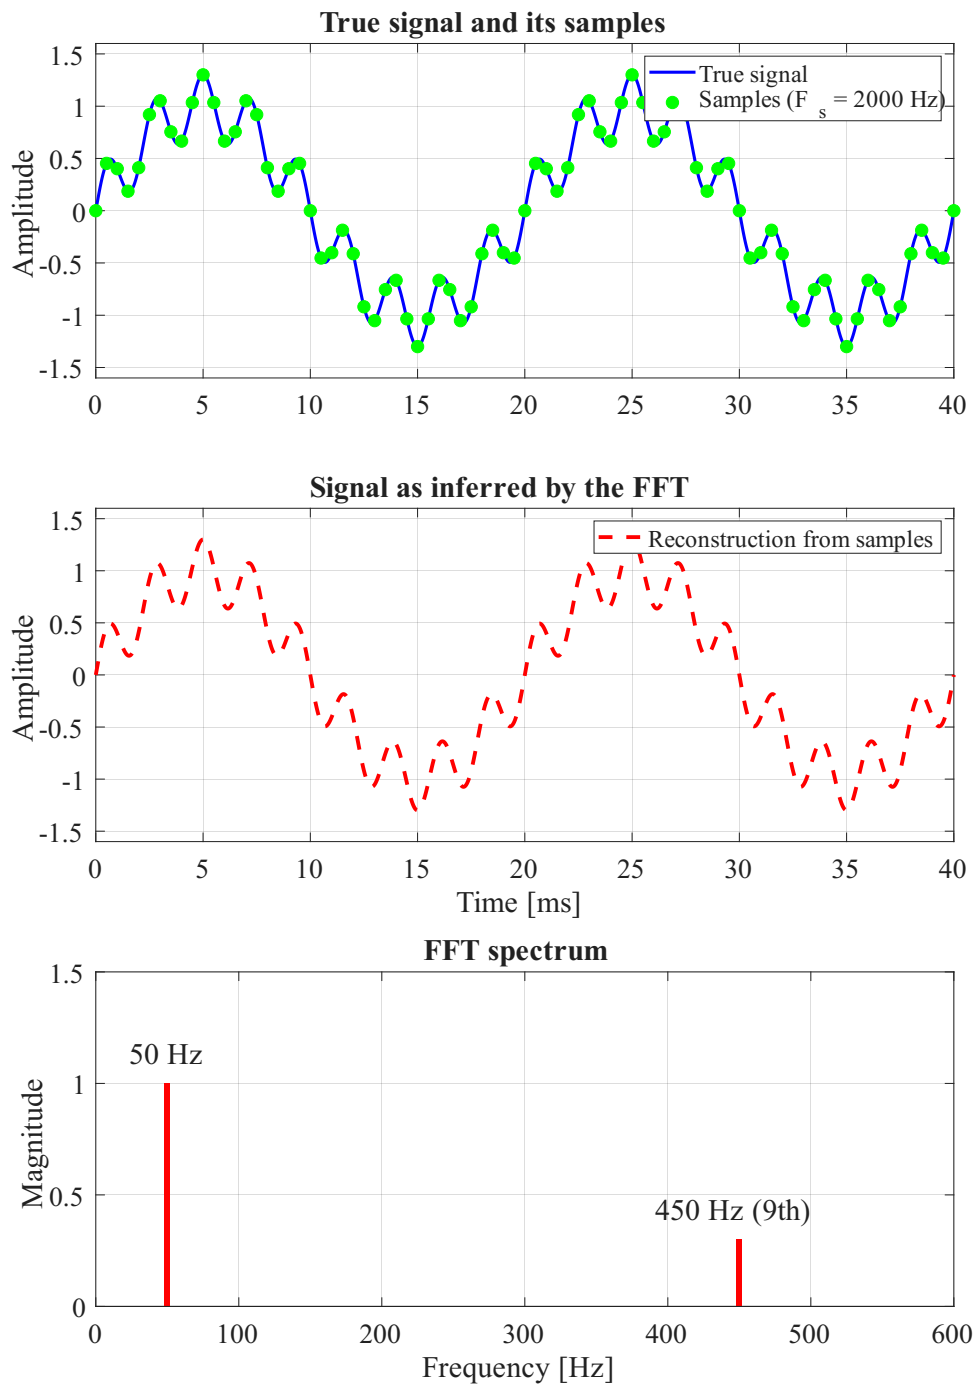 True signal and its samples
True signal
Samples (F_s = 2000 Hz)
Amplitude
1.5
1
0.5
0
-0.5
-1
-1.5
0 5 10 15 20 25 30 35 40
Signal as inferred by the FFT
Reconstruction from samples
Amplitude
1.5
1
0.5
0
-0.5
-1
-1.5
0 5 10 15 20 25 30 35 40
Time [ms]
FFT spectrum
50 Hz
450 Hz (9th)
Magnitude
1.5
1
0.5
0
0 100 200 300 400 500 600
Frequency [Hz]